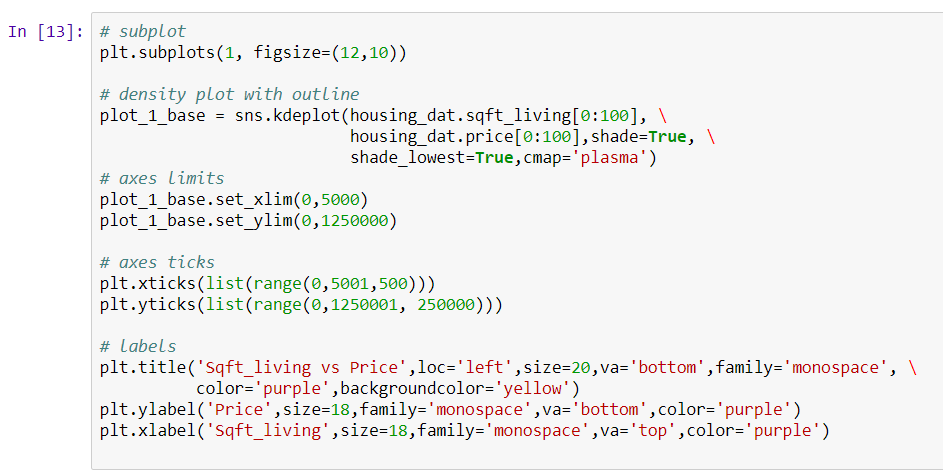 In [13]: # subplot
plt.subplots(1, figsize=(12,10))
# density plot with outline
plot_1_base = sns.kdeplot(housing_dat.sqft_living[0:100], \
housing_dat.price[0:100],shade=True, \
shade_lowest=True,cmap='plasma')
# axes limits
plot_1_base.set_xlim(0,5000)
plot_1_base.set_ylim(0,1250000)
# axes ticks
plt.xticks(list(range(0,5001,500)))
plt.yticks(list(range(0,1250001, 250000)))
# labels
plt.title('Sqft_living vs Price',loc='left',size=20,va='bottom',family='monospace', \
color='purple',backgroundcolor='yellow')
plt.ylabel('Price',size=18,family='monospace',va='bottom',color='purple')
plt.xlabel('Sqft_living',size=18,family='monospace',va='top',color='purple')